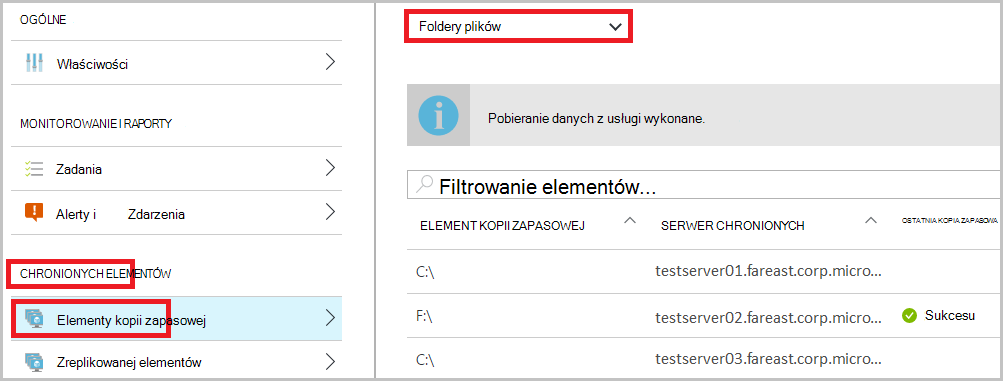 OGÓLNE
Właściwości
MONITOROWANIE I RAPORTY
Zadania
Alerty i Zdarzenia
CHRONIONYCH ELEMENTÓW
Elementy kopii zapasowej
Zreplikowanej elementów
Foldery plików
Pobieranie danych z usługi wykonane.
Filtrowanie elementów...
ELEMENT KOPII ZAPASOWEJ SERWER CHRONIONYCH OSTATNIA KOPIA ZAPASOWA
C:\ testserver01.fareast.corp.micro...
F:\ testserver02.fareast.corp.micro... Sukcesu
C:\ testserver03.fareast.corp.micro...